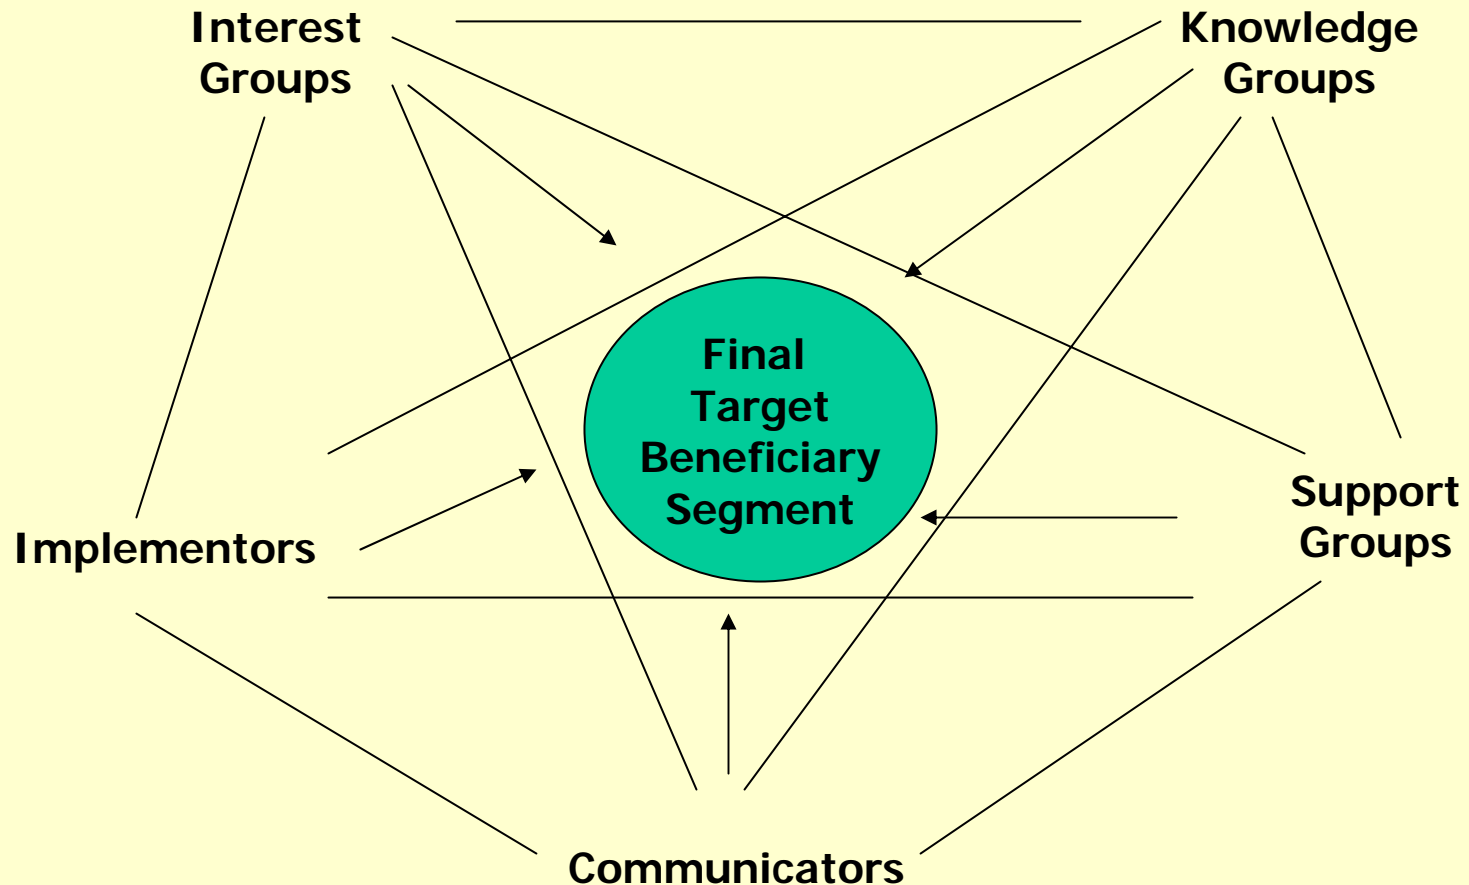 Interest
Groups
Knowledge
Groups
Final
Target
Beneficiary
Segment
Implementors
Support
Groups
Communicators